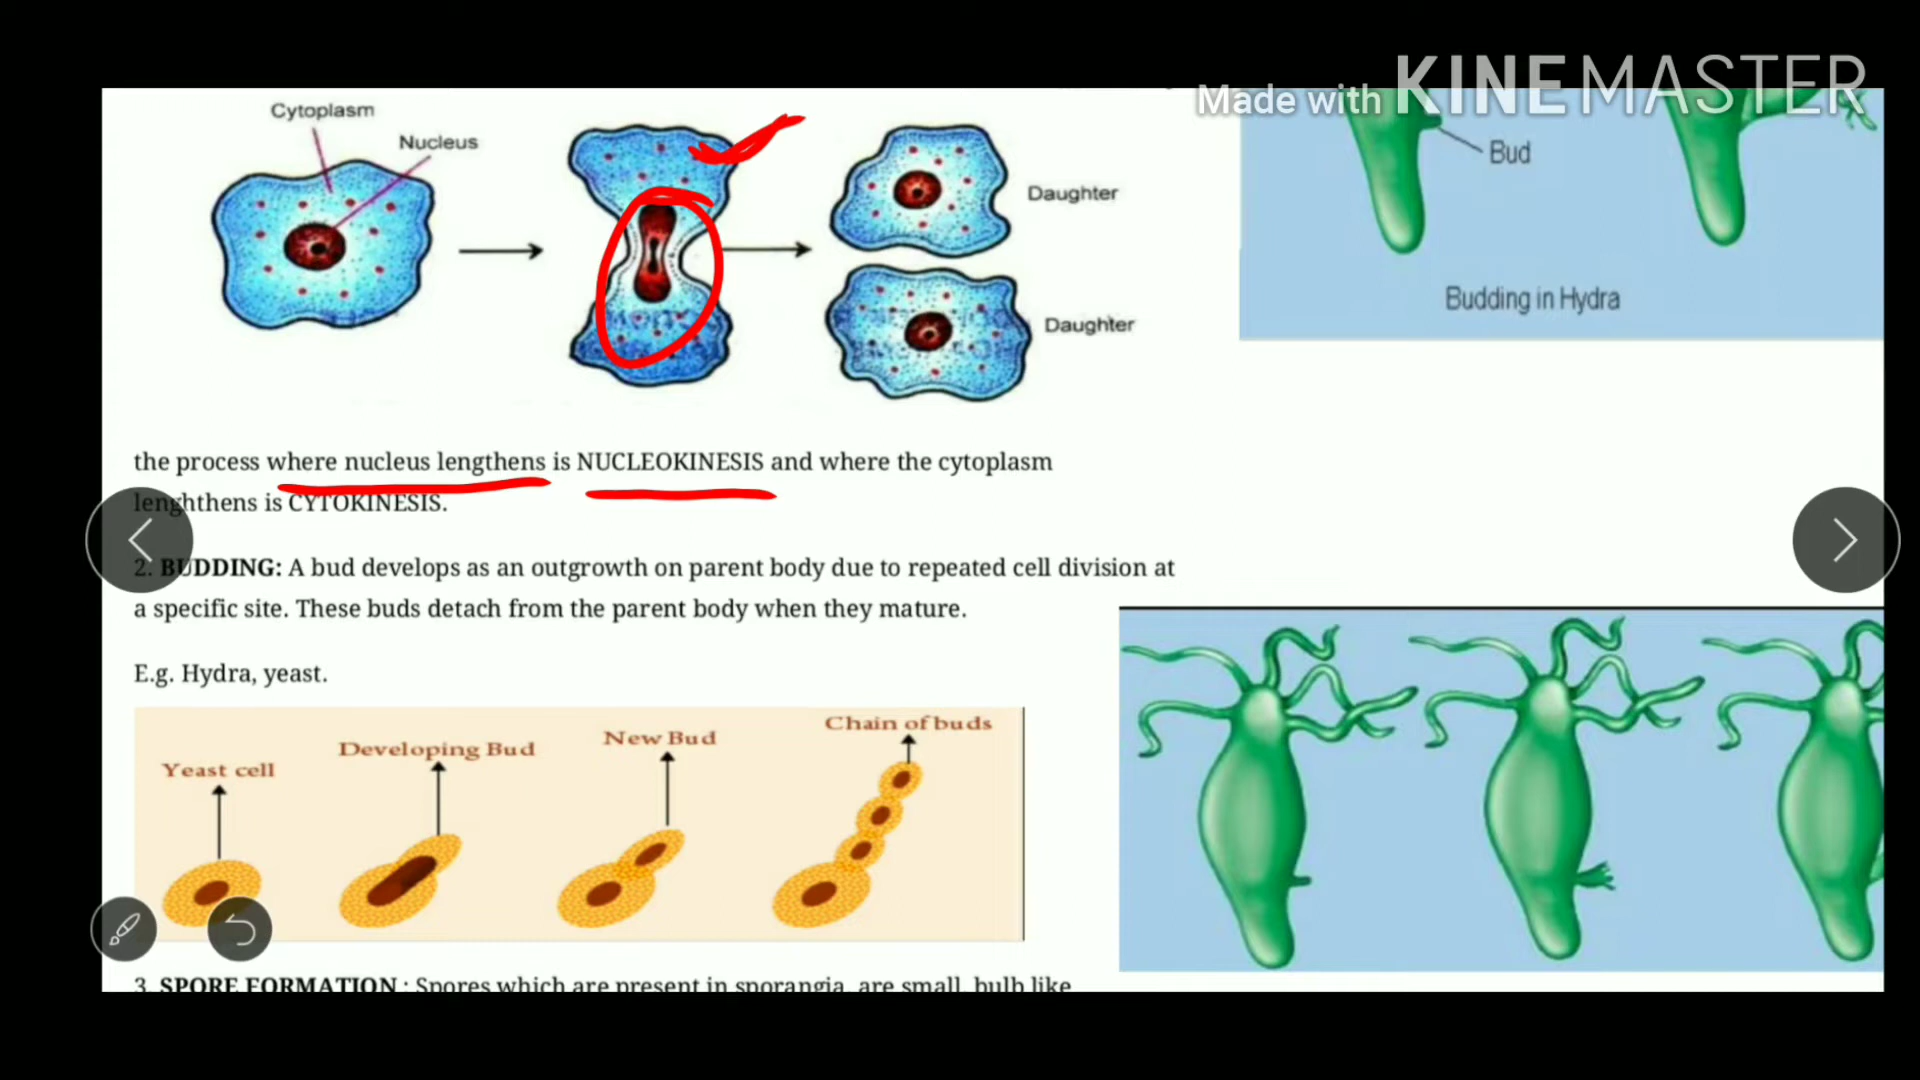 Made with KINEMASTER
Cytoplasm
Nucleus
Daughter
Daughter
Bud
Budding in Hydra
the process where nucleus lengthens is NUCLEOKINESIS and where the cytoplasm
lenghthens is CYTOKINESIS.
2. BUDDING: A bud develops as an outgrowth on parent body due to repeated cell division at
a specific site. These buds detach from the parent body when they mature.
E.g. Hydra, yeast.
Yeast cell
Developing Bud
New Bud
Chain of buds
3. SPORE FORMATION : Spores which are present in sporangia, are small, bulb like